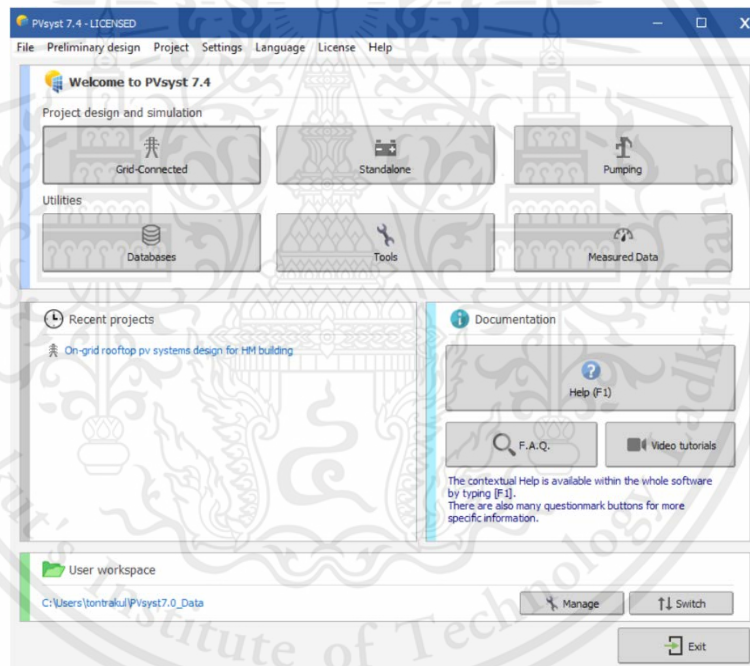 PVsyst 7.4 - LICENSED
File Preliminary design Project Settings Language License Help
Welcome to PVsyst 7.4
Project design and simulation
Grid-Connected
Standalone
Pumping
Utilities
Databases
Tools
Measured Data
Recent projects
On-grid rooftop pv systems design for HM building
Documentation
Help (F1)
F.A.Q.
Video tutorials
The contextual Help is available within the whole software
by typing [F1].
There are also many questionmark buttons for more
specific information.
User workspace
C:\Users\tontrakul\PVsyst7.0_Data
Manage
Switch
Exit
's Institute of Technology Ladkrabang